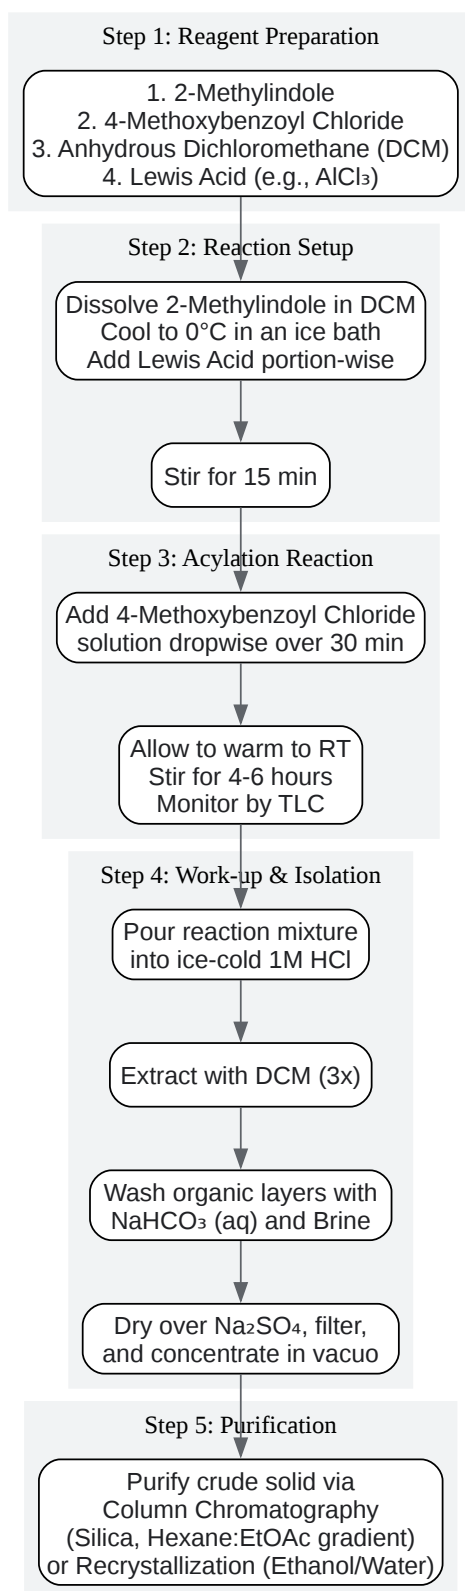 Step 1: Reagent Preparation
1. 2-Methylindole
2. 4-Methoxybenzoyl Chloride
3. Anhydrous Dichloromethane (DCM)
4. Lewis Acid (e.g., AlCl₃)
Step 2: Reaction Setup
Dissolve 2-Methylindole in DCM
Cool to 0°C in an ice bath
Add Lewis Acid portion-wise
Stir for 15 min
Step 3: Acylation Reaction
Add 4-Methoxybenzoyl Chloride
solution dropwise over 30 min
Allow to warm to RT
Stir for 4-6 hours
Monitor by TLC
Step 4: Work-up & Isolation
Pour reaction mixture
into ice-cold 1M HCl
Extract with DCM (3x)
Wash organic layers with
NaHCO₃ (aq) and Brine
Dry over Na₂SO₄, filter,
and concentrate in vacuo
Step 5: Purification
Purify crude solid via
Column Chromatography
(Silica, Hexane:EtOAc gradient)
or Recrystallization (Ethanol/Water)